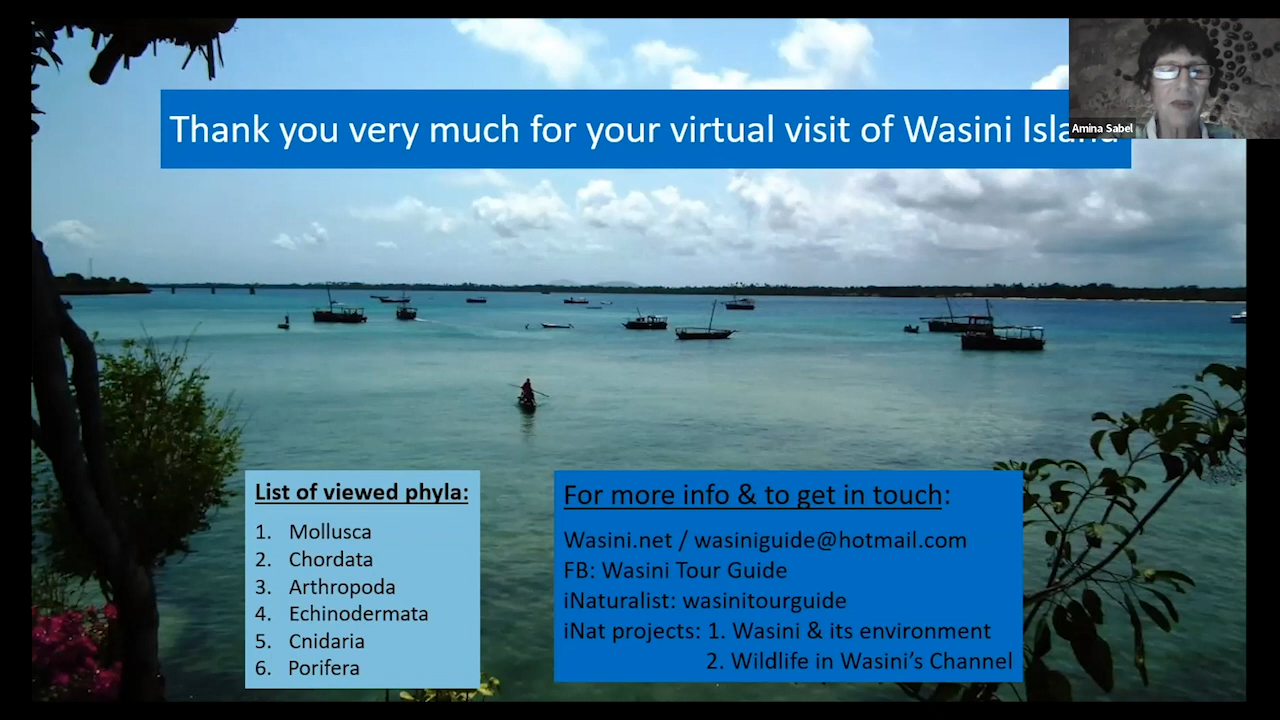 Thank you very much for your virtual visit of Wasini Island
Amina Sabel
List of viewed phyla:
1. Mollusca
2. Chordata
3. Arthropoda
4. Echinodermata
5. Cnidaria
6. Porifera
For more info & to get in touch:
Wasini.net / wasiniguide@hotmail.com
FB: Wasini Tour Guide
iNaturalist: wasinitourguide
iNat projects: 1. Wasini & its environment
2. Wildlife in Wasini’s Channel